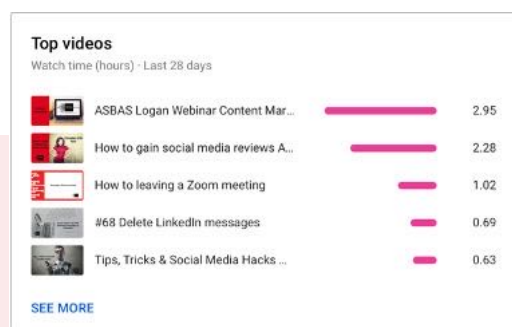 Top videos
Watch time (hours) · Last 28 days
ASBAS Logan Webinar Content Mar... 2.95
How to gain social media reviews A... 2.28
How to leaving a Zoom meeting 1.02
#68 Delete LinkedIn messages 0.69
Tips, Tricks & Social Media Hacks ... 0.63
SEE MORE